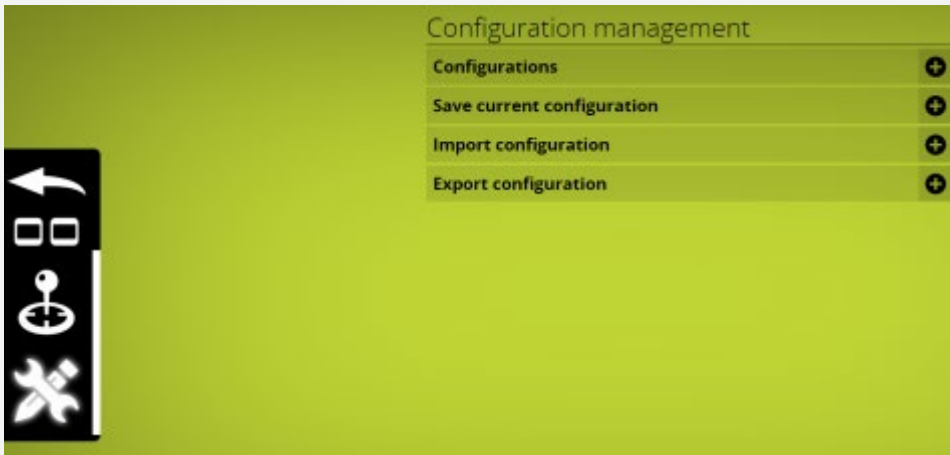 Configuration management
Configurations
Save current configuration
Import configuration
Export configuration